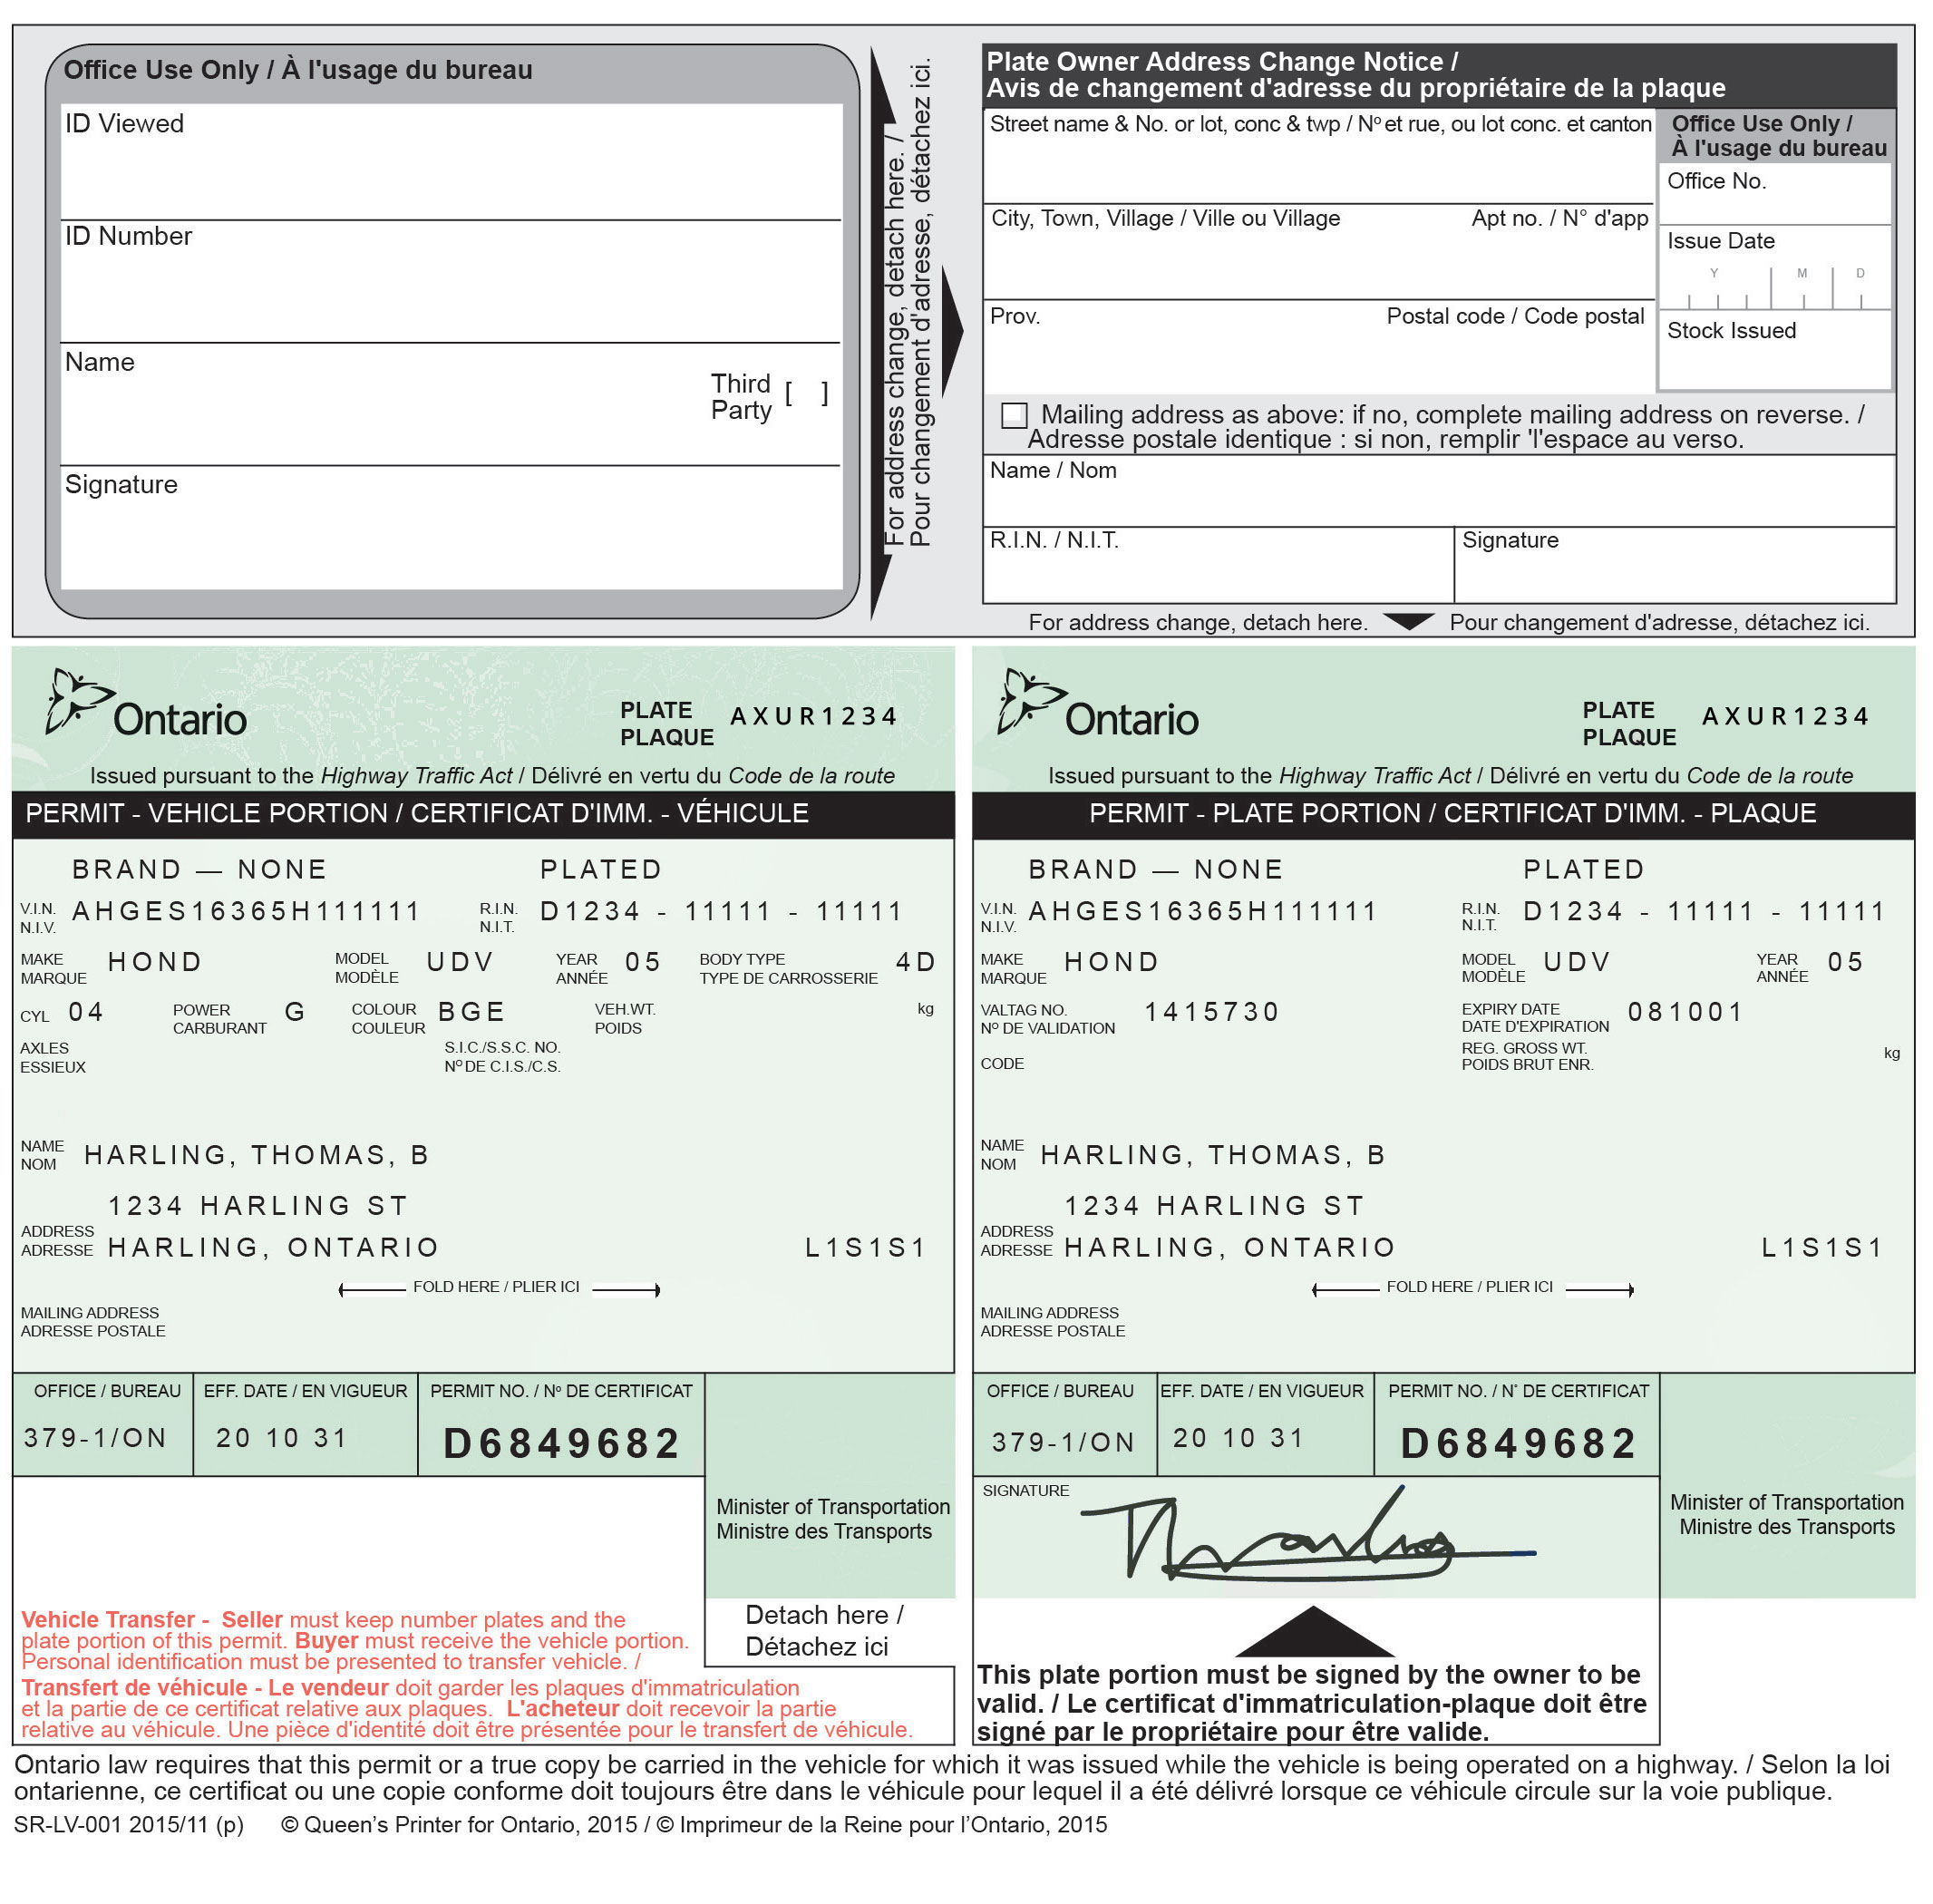 Office Use Only / À l'usage du bureau
ID Viewed
ID Number
Name
Third
Party [ ]
Signature
For address change, detach here. /
Pour changement d'adresse, détachez ici.
Plate Owner Address Change Notice /
Avis de changement d'adresse du propriétaire de la plaque
Street name & No. or lot, conc & twp / Nº et rue, ou lot conc. et canton
Office Use Only /
À l'usage du bureau
Office No.
City, Town, Village / Ville ou Village Apt no. / N° d'app
Issue Date
Y M D
Prov. Postal code / Code postal
Stock Issued
Mailing address as above: if no, complete mailing address on reverse. /
Adresse postale identique : si non, remplir 'l'espace au verso.
Name / Nom
R.I.N. / N.I.T. Signature
For address change, detach here. Pour changement d'adresse, détachez ici.
Ontario
PLATE
PLAQUE AXUR1234
Issued pursuant to the Highway Traffic Act / Délivré en vertu du Code de la route
PERMIT - VEHICLE PORTION / CERTIFICAT D'IMM. - VÉHICULE
BRAND — NONE PLATED
V.I.N.
N.I.V. AHGES16365H111111
R.I.N.
N.I.T. D1234 - 11111 - 11111
MAKE
MARQUE HOND
MODEL
MODÈLE UDV
YEAR
ANNÉE 05
BODY TYPE
TYPE DE CARROSSERIE 4D
CYL 04
POWER
CARBURANT G
COLOUR
COULEUR BGE
VEH.WT.
POIDS kg
AXLES
ESSIEUX
S.I.C./S.S.C. NO.
Nº DE C.I.S./C.S.
NAME
NOM HARLING, THOMAS, B
1234 HARLING ST
ADDRESS
ADRESSE HARLING, ONTARIO L1S1S1
FOLD HERE / PLIER ICI
MAILING ADDRESS
ADRESSE POSTALE
OFFICE / BUREAU EFF. DATE / EN VIGUEUR PERMIT NO. / Nº DE CERTIFICAT
379-1/ON 20 10 31 D6849682
Minister of Transportation
Ministre des Transports
Detach here /
Détachez ici
Vehicle Transfer - Seller must keep number plates and the
plate portion of this permit. Buyer must receive the vehicle portion.
Personal identification must be presented to transfer vehicle. /
Transfert de véhicule - Le vendeur doit garder les plaques d'immatriculation
et la partie de ce certificat relative aux plaques. L'acheteur doit recevoir la partie
relative au véhicule. Une pièce d'identité doit être présentée pour le transfert de véhicule.
Ontario
PLATE
PLAQUE AXUR1234
Issued pursuant to the Highway Traffic Act / Délivré en vertu du Code de la route
PERMIT - PLATE PORTION / CERTIFICAT D'IMM. - PLAQUE
BRAND — NONE PLATED
V.I.N.
N.I.V. AHGES16365H111111
R.I.N.
N.I.T. D1234 - 11111 - 11111
MAKE
MARQUE HOND
MODEL
MODÈLE UDV
YEAR
ANNÉE 05
VALTAG NO.
Nº DE VALIDATION 1415730
EXPIRY DATE
DATE D'EXPIRATION 081001
CODE
REG. GROSS WT.
POIDS BRUT ENR. kg
NAME
NOM HARLING, THOMAS, B
1234 HARLING ST
ADDRESS
ADRESSE HARLING, ONTARIO L1S1S1
FOLD HERE / PLIER ICI
MAILING ADDRESS
ADRESSE POSTALE
OFFICE / BUREAU EFF. DATE / EN VIGUEUR PERMIT NO. / N° DE CERTIFICAT
379-1/ON 20 10 31 D6849682
SIGNATURE
Minister of Transportation
Ministre des Transports
This plate portion must be signed by the owner to be
valid. / Le certificat d'immatriculation-plaque doit être
signé par le propriétaire pour être valide.
Ontario law requires that this permit or a true copy be carried in the vehicle for which it was issued while the vehicle is being operated on a highway. / Selon la loi
ontarienne, ce certificat ou une copie conforme doit toujours être dans le véhicule pour lequel il a été délivré lorsque ce véhicule circule sur la voie publique.
SR-LV-001 2015/11 (p) © Queen's Printer for Ontario, 2015 / © Imprimeur de la Reine pour l'Ontario, 2015